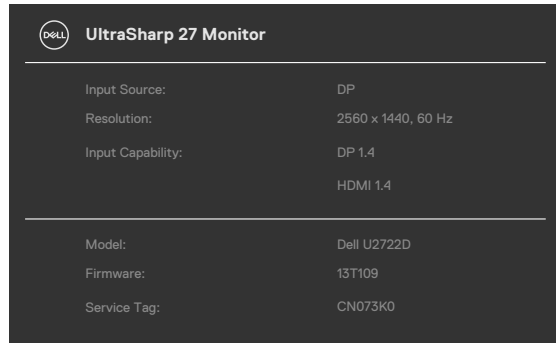 DELL UltraSharp 27 Monitor
Input Source: DP
Resolution: 2560 x 1440, 60 Hz
Input Capability: DP 1.4
HDMI 1.4
Model: Dell U2722D
Firmware: 13T109
Service Tag: CN073K0